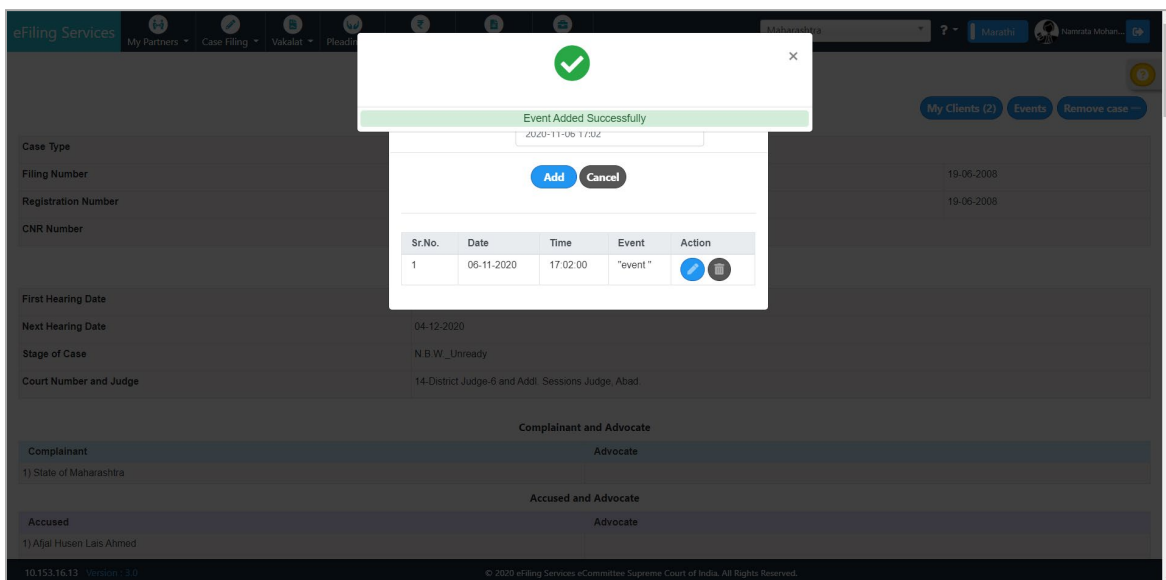 eFiling Services
My Partners Case Filing Vakalat Pleadin
Maharashtra ? Marathi Namrata Mohan...
Event Added Successfully
2020-11-06 17:02
My Clients (2) Events Remove case
Add Cancel
Case Type
Filing Number 19-06-2008
Registration Number 19-06-2008
CNR Number
Sr.No. Date Time Event Action
1 06-11-2020 17:02:00 "event "
First Hearing Date
Next Hearing Date 04-12-2020
Stage of Case N.B.W._Unready
Court Number and Judge 14-District Judge-6 and Addl. Sessions Judge, Abad.
Complainant and Advocate
Complainant Advocate
1) State of Maharashtra
Accused and Advocate
Accused Advocate
1) Afjal Husen Lais Ahmed
10.153.16.13 Version : 3.0 © 2020 eFiling Services eCommittee Supreme Court of India. All Rights Reserved.